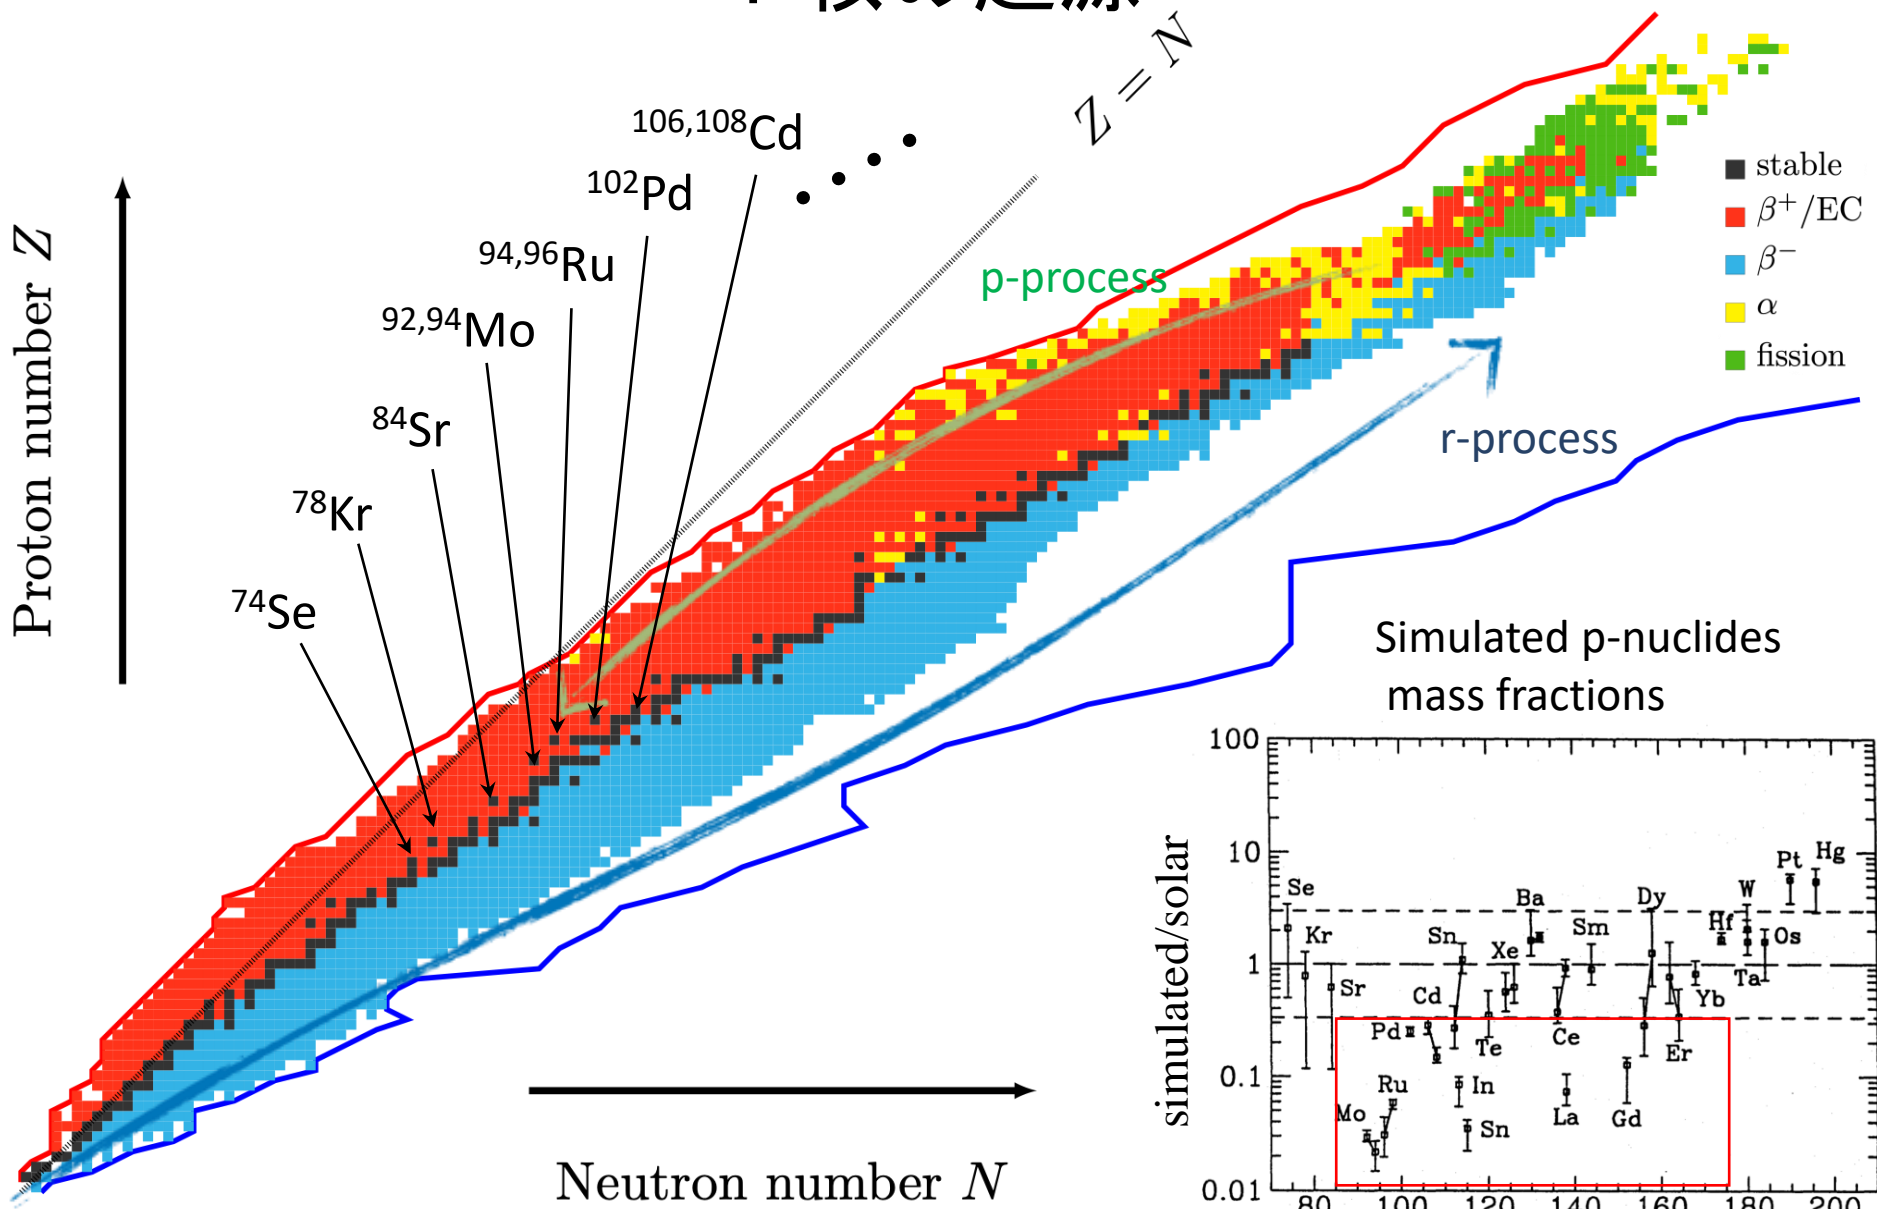 Z = N
106,108Cd
102Pd
94,96Ru
92,94Mo
84Sr
78Kr
74Se
Proton number Z
Neutron number N
p-process
r-process
stable
β+/EC
β−
α
fission
Simulated p-nuclides
mass fractions
simulated/solar
100
10
1
0.1
0.01
80 100 120 140 160 180 200
Se
Kr
Sr
Mo
Ru
Pd
Cd
Sn
In
Sn
Te
Xe
Ba
Ce
La
Sm
Gd
Dy
Er
Yb
Hf
Ta
W
Os
Pt
Hg